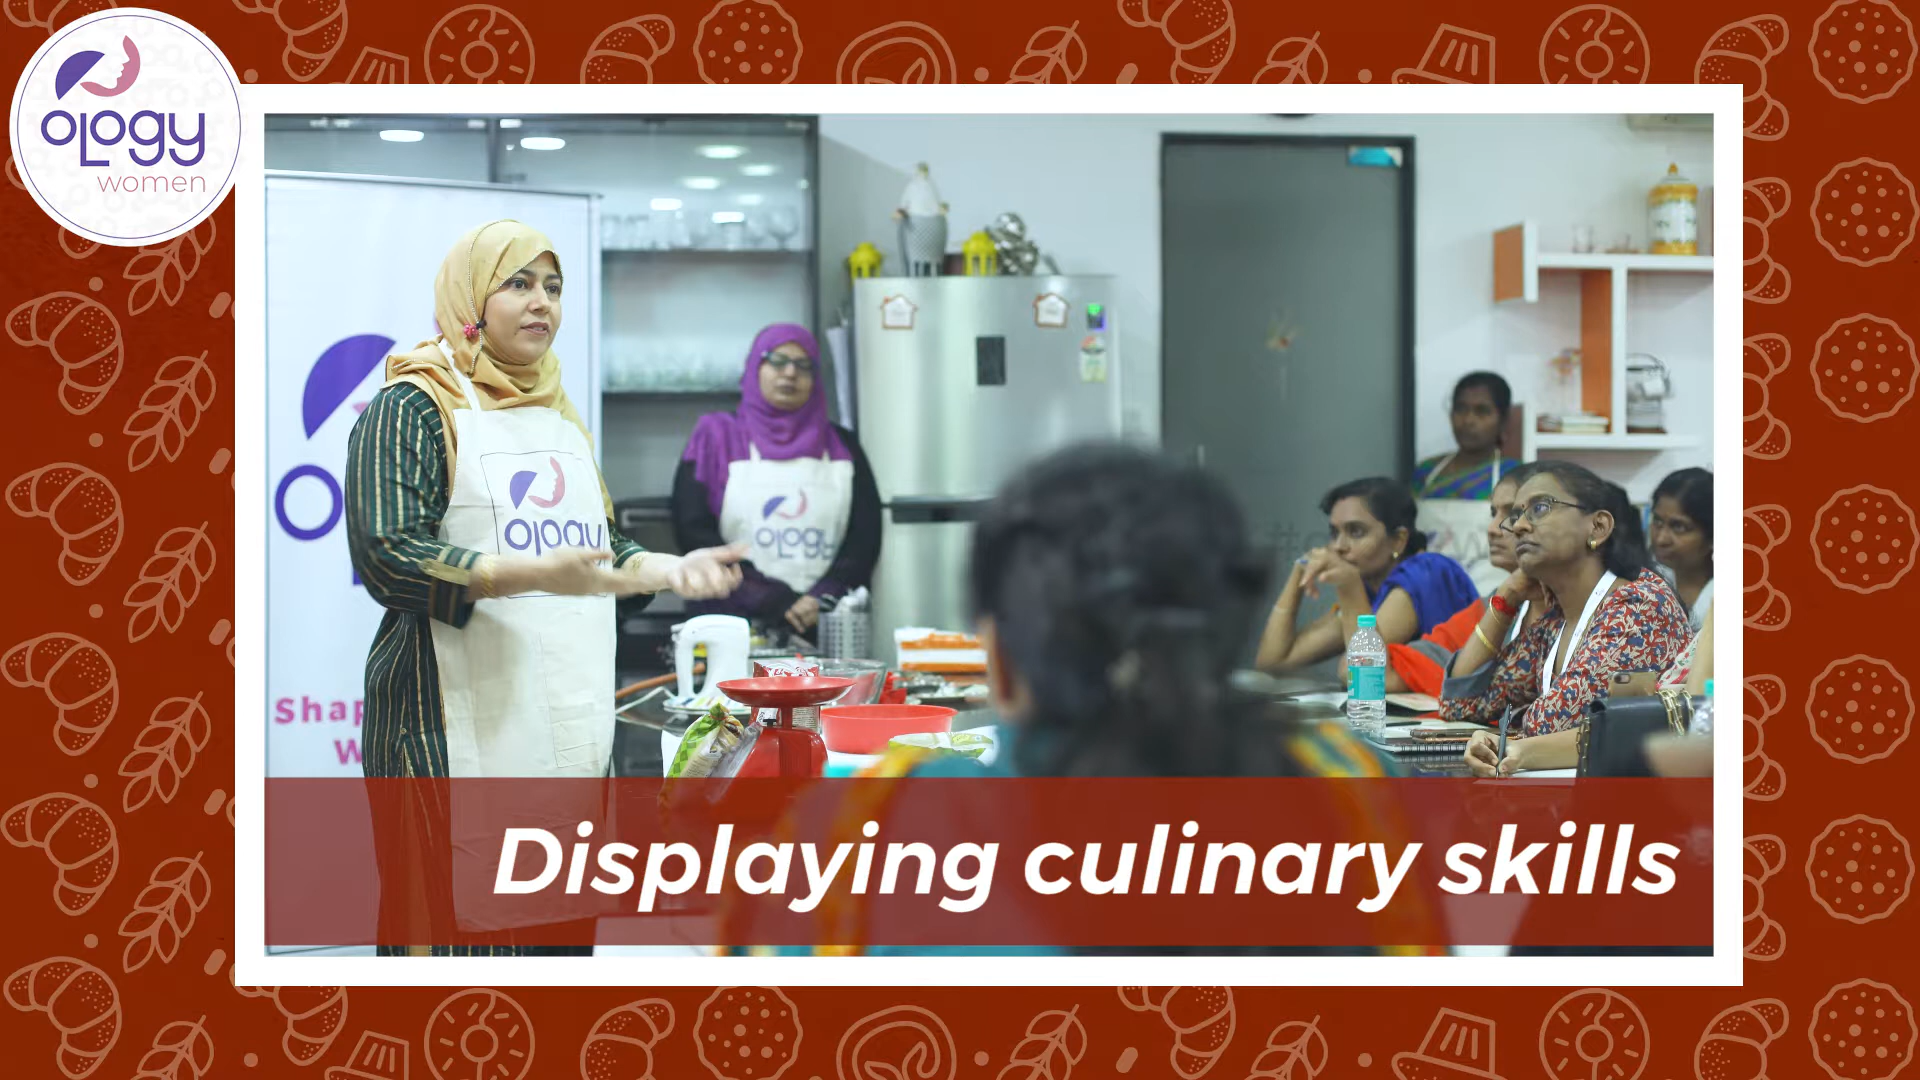 ology
women
ology
ology
Displaying culinary skills